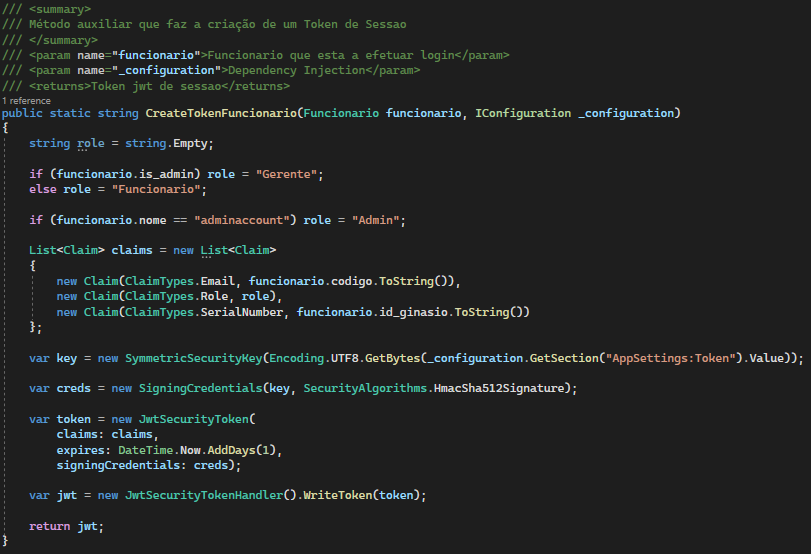 /// <summary>
/// Método auxiliar que faz a criação de um Token de Sessao
/// </summary>
/// <param name="funcionario">Funcionario que esta a efetuar login</param>
/// <param name="_configuration">Dependency Injection</param>
/// <returns>Token jwt de sessao</returns>
1 reference
public static string CreateTokenFuncionario(Funcionario funcionario, IConfiguration _configuration)
{
    string role = string.Empty;

    if (funcionario.is_admin) role = "Gerente";
    else role = "Funcionario";

    if (funcionario.nome == "adminaccount") role = "Admin";

    List<Claim> claims = new List<Claim>
    {
        new Claim(ClaimTypes.Email, funcionario.codigo.ToString()),
        new Claim(ClaimTypes.Role, role),
        new Claim(ClaimTypes.SerialNumber, funcionario.id_ginasio.ToString())
    };

    var key = new SymmetricSecurityKey(Encoding.UTF8.GetBytes(_configuration.GetSection("AppSettings:Token").Value));

    var creds = new SigningCredentials(key, SecurityAlgorithms.HmacSha512Signature);

    var token = new JwtSecurityToken(
        claims: claims,
        expires: DateTime.Now.AddDays(1),
        signingCredentials: creds);

    var jwt = new JwtSecurityTokenHandler().WriteToken(token);

    return jwt;
}